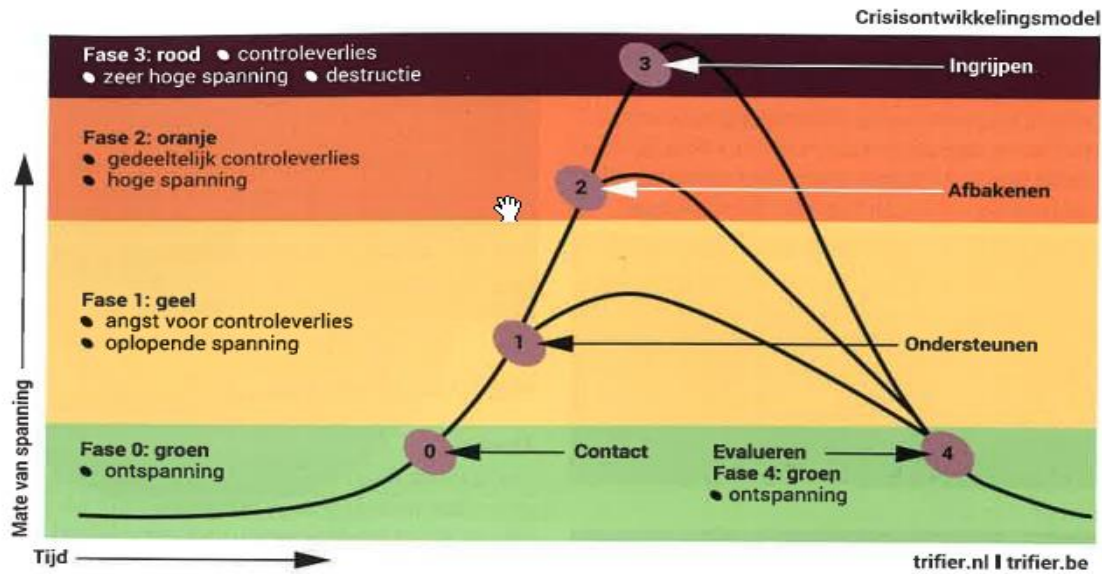 Crisisontwikkelingsmodel
Fase 3: rood ● controleverlies
● zeer hoge spanning ● destructie
3
Ingrijpen
Fase 2: oranje
● gedeeltelijk controleverlies
● hoge spanning
2
Afbakenen
Fase 1: geel
● angst voor controleverlies
● oplopende spanning
1
Ondersteunen
Fase 0: groen
● ontspanning
0
Contact
Evalueren
Fase 4: groen
● ontspanning
4
Mate van spanning
Tijd
trifier.nl I trifier.be